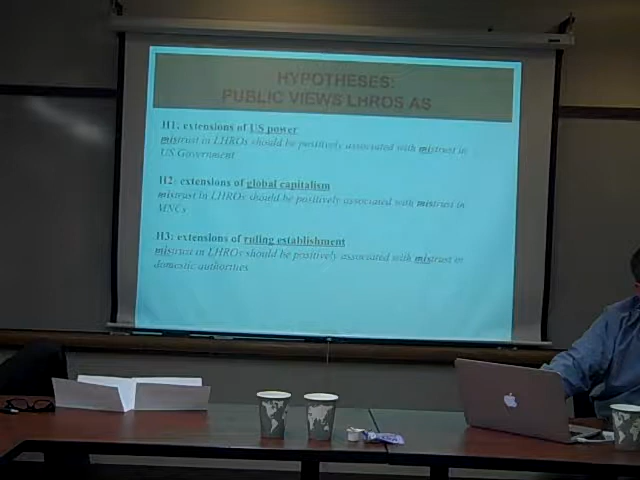 HYPOTHESES:
PUBLIC VIEWS LHROS AS
H1: extensions of US power
mistrust in LHROs should be positively associated with mistrust in
US Government
H2: extensions of global capitalism
mistrust in LHROs should be positively associated with mistrust in
MNCs
H3: extensions of ruling establishment
mistrust in LHROs should be positively associated with mistrust in
domestic authorities